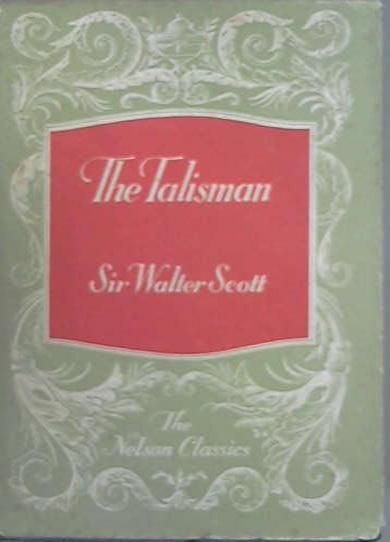 The Talisman
Sir Walter Scott
The
Nelson Classics